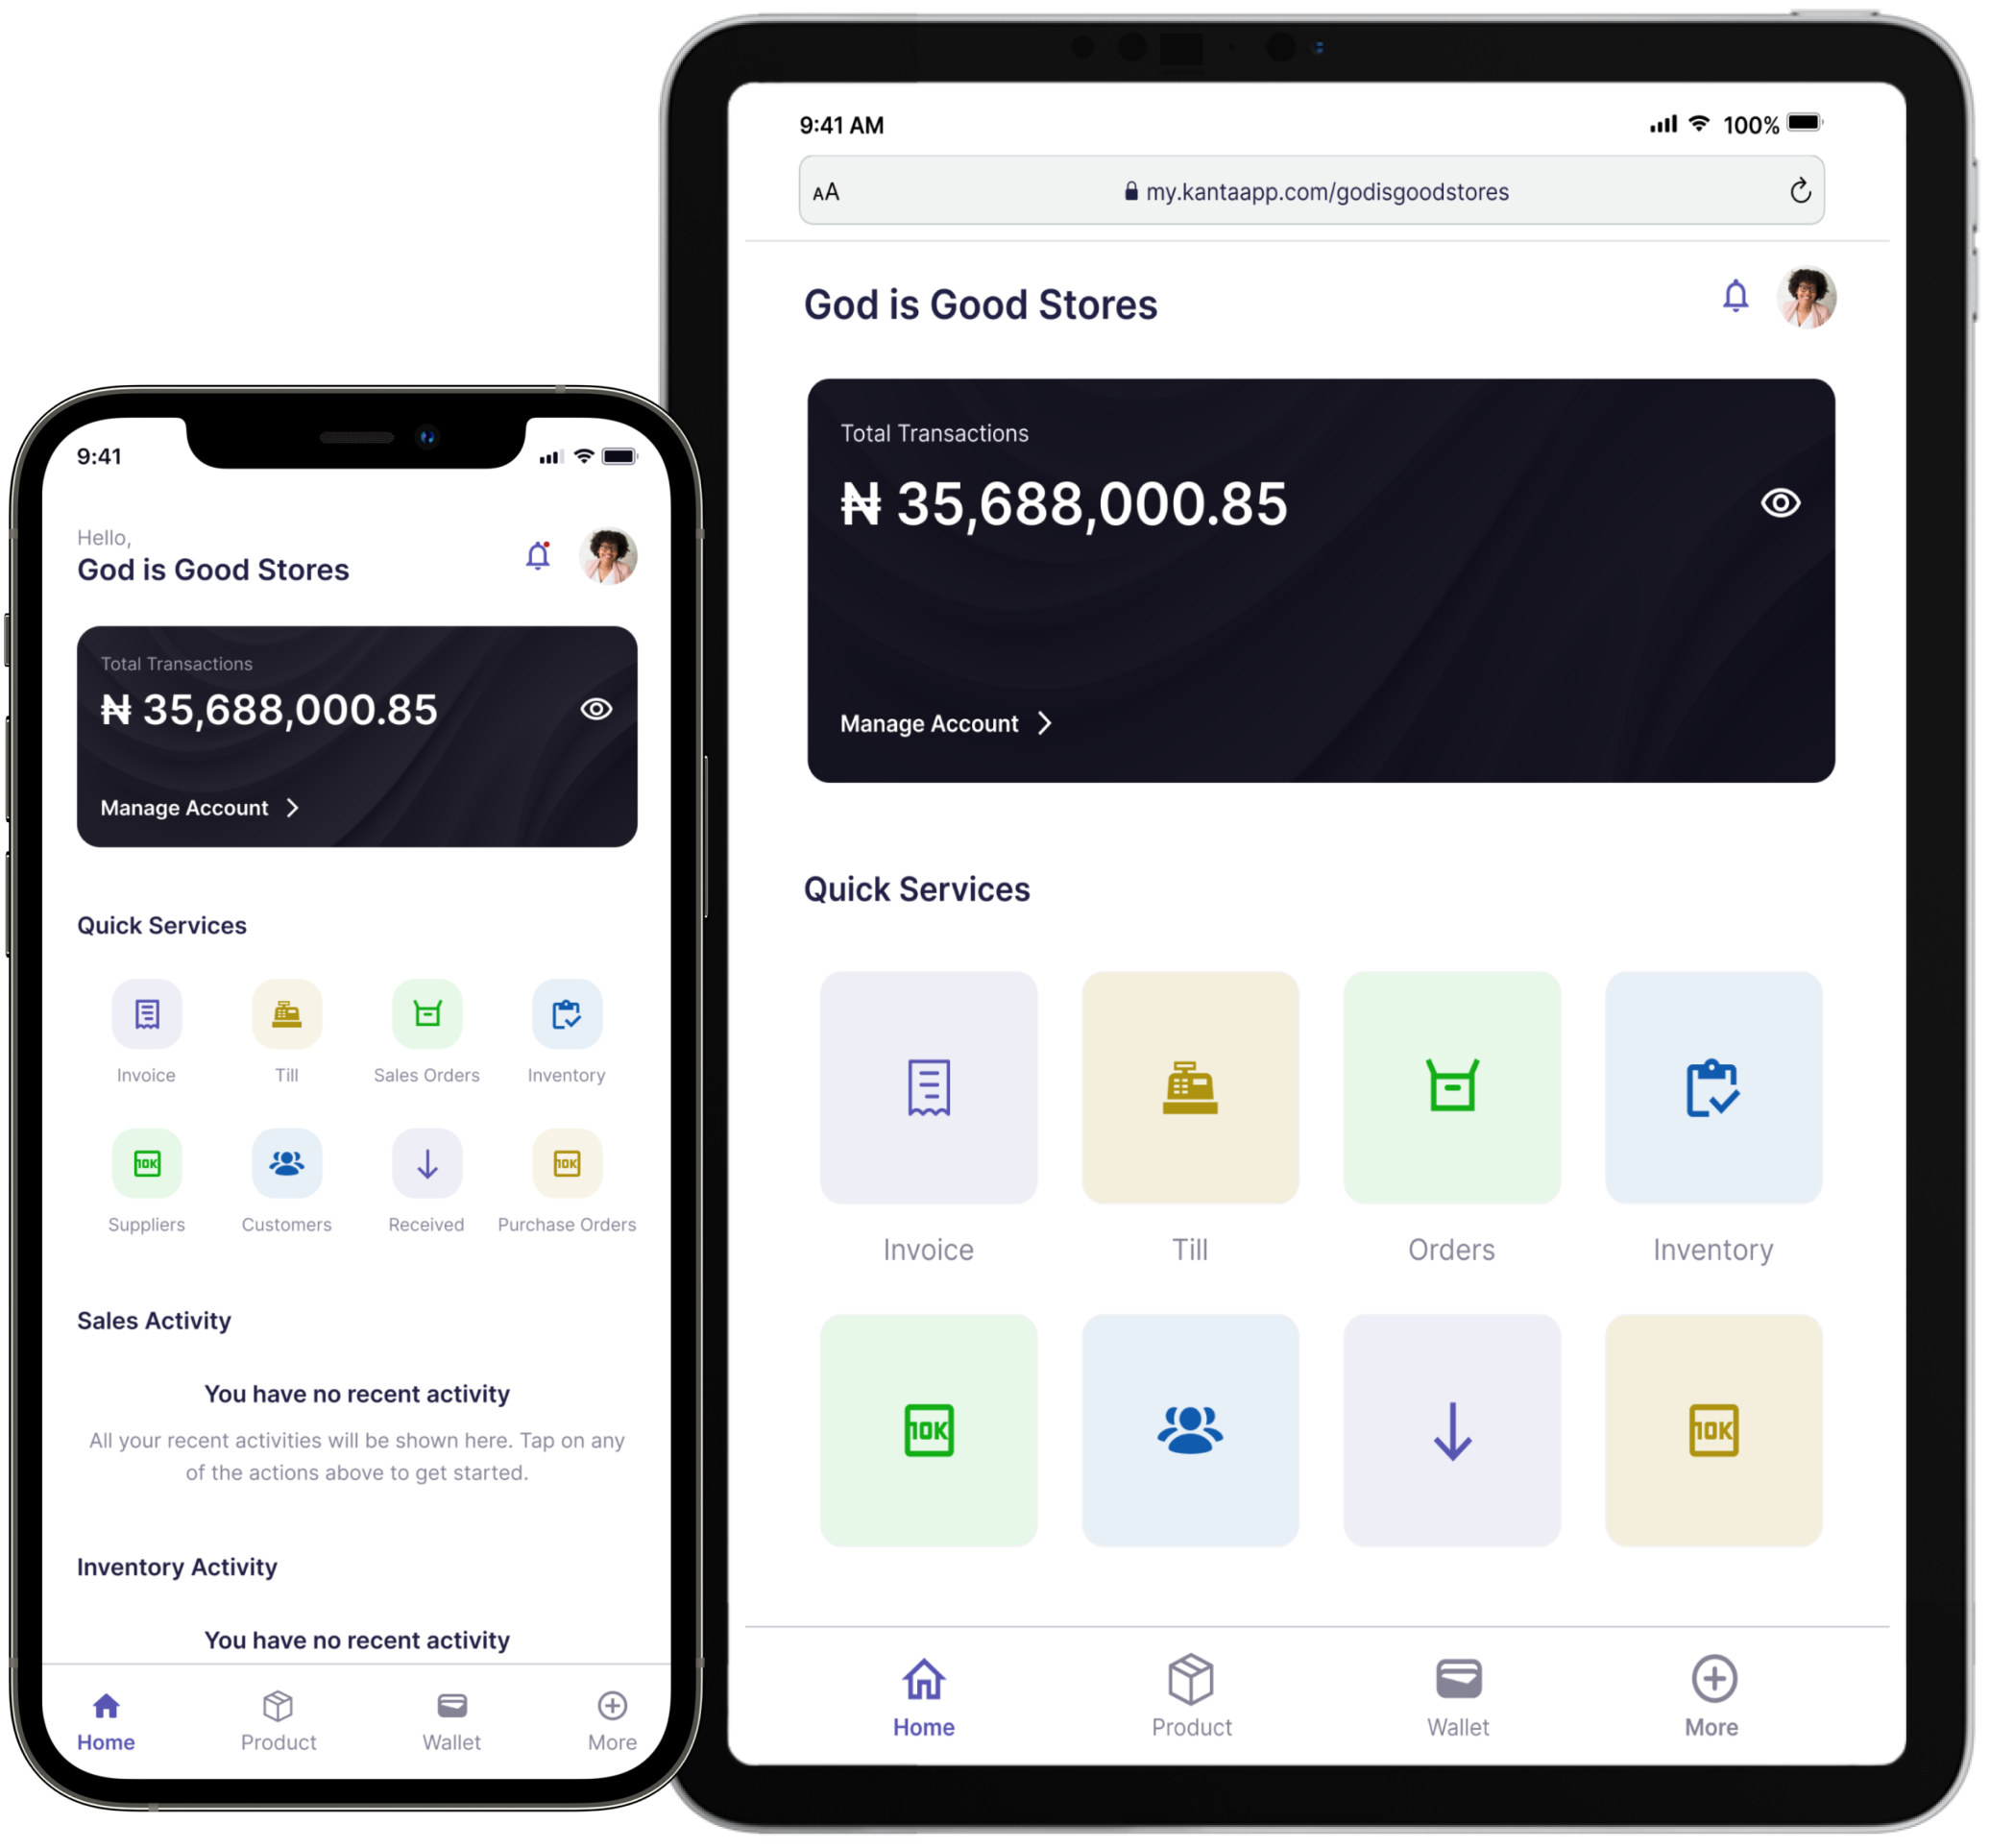 9:41
Hello,
God is Good Stores
Total Transactions
₦ 35,688,000.85
Manage Account
Quick Services
Invoice
Till
Sales Orders
Inventory
10K
10K
Suppliers
Customers
Received
Purchase Orders
Sales Activity
You have no recent activity
All your recent activities will be shown here. Tap on any
of the actions above to get started.
Inventory Activity
You have no recent activity
Home
Product
Wallet
More
9:41 AM
100%
AA
my.kantaapp.com/godisgoodstores
God is Good Stores
Total Transactions
₦ 35,688,000.85
Manage Account
Quick Services
Invoice
Till
Orders
Inventory
10K
10K
Home
Product
Wallet
More